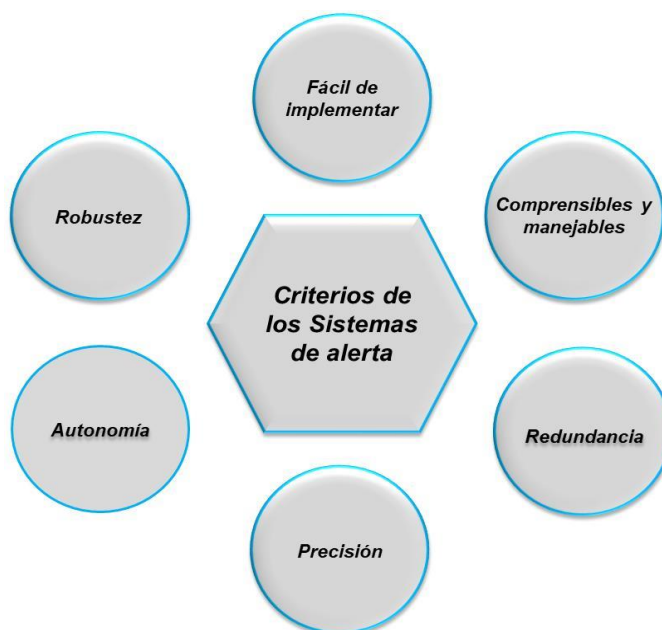 Fácil de
implementar
Robustez
Comprensibles y
manejables
Criterios de
los Sistemas
de alerta
Autonomía
Redundancia
Precisión